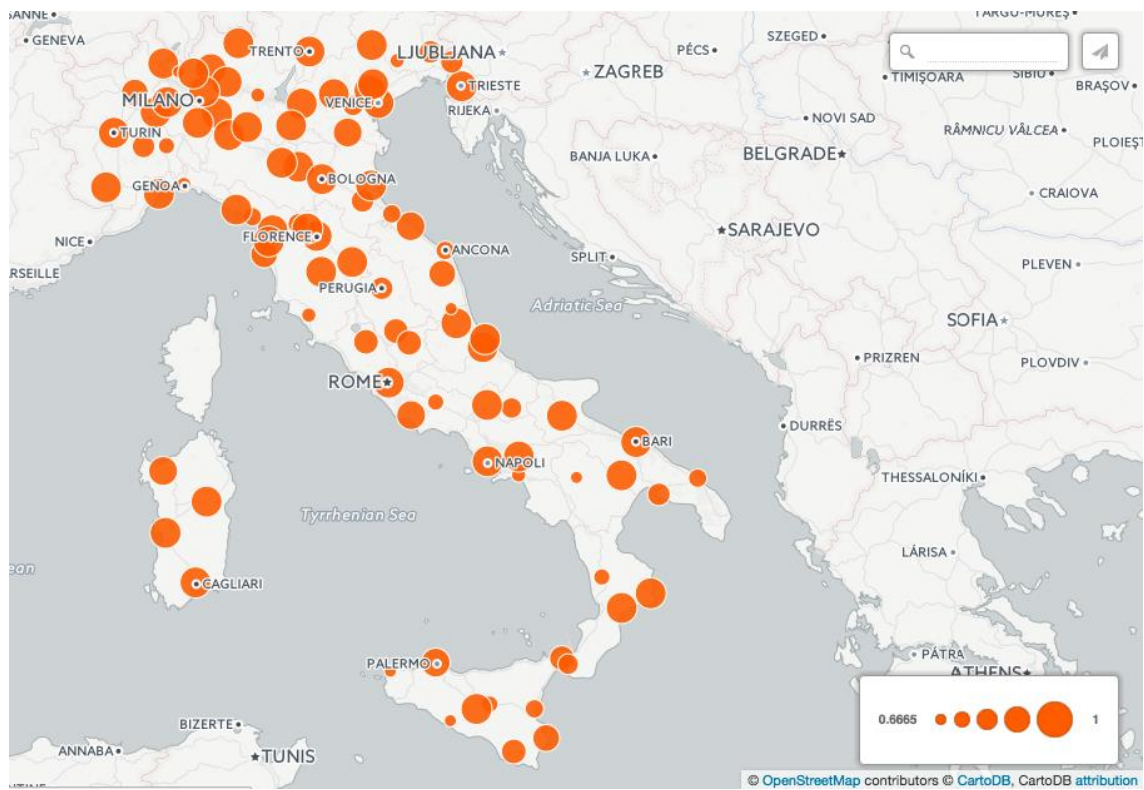 GENEVA
TRENTO
LJUBLJANA
ZAGREB
PÉCS
SZEGED
TÂRGU-MUREȘ
TIMIȘOARA
SIBIU
BRAȘOV
MILANO
VENICE
TRIESTE
RIJEKA
NOVI SAD
RÂMNICU VÂLCEA
TURIN
BANJA LUKA
BELGRADE
GENOA
BOLOGNA
CRAIOVA
NICE
FLORENCE
ANCONA
SARAJEVO
SPLIT
PLEVEN
PERUGIA
Adriatic Sea
SOFIA
PRIZREN
PLOVDIV
ROME
DURRËS
BARI
NAPOLI
THESSALONÍKI
Tyrrhenian Sea
LÁRISA
CAGLIARI
PALERMO
PÁTRA
ATHENS
BIZERTE
0.6665 1
ANNABA
TUNIS
© OpenStreetMap contributors © CartoDB, CartoDB attribution